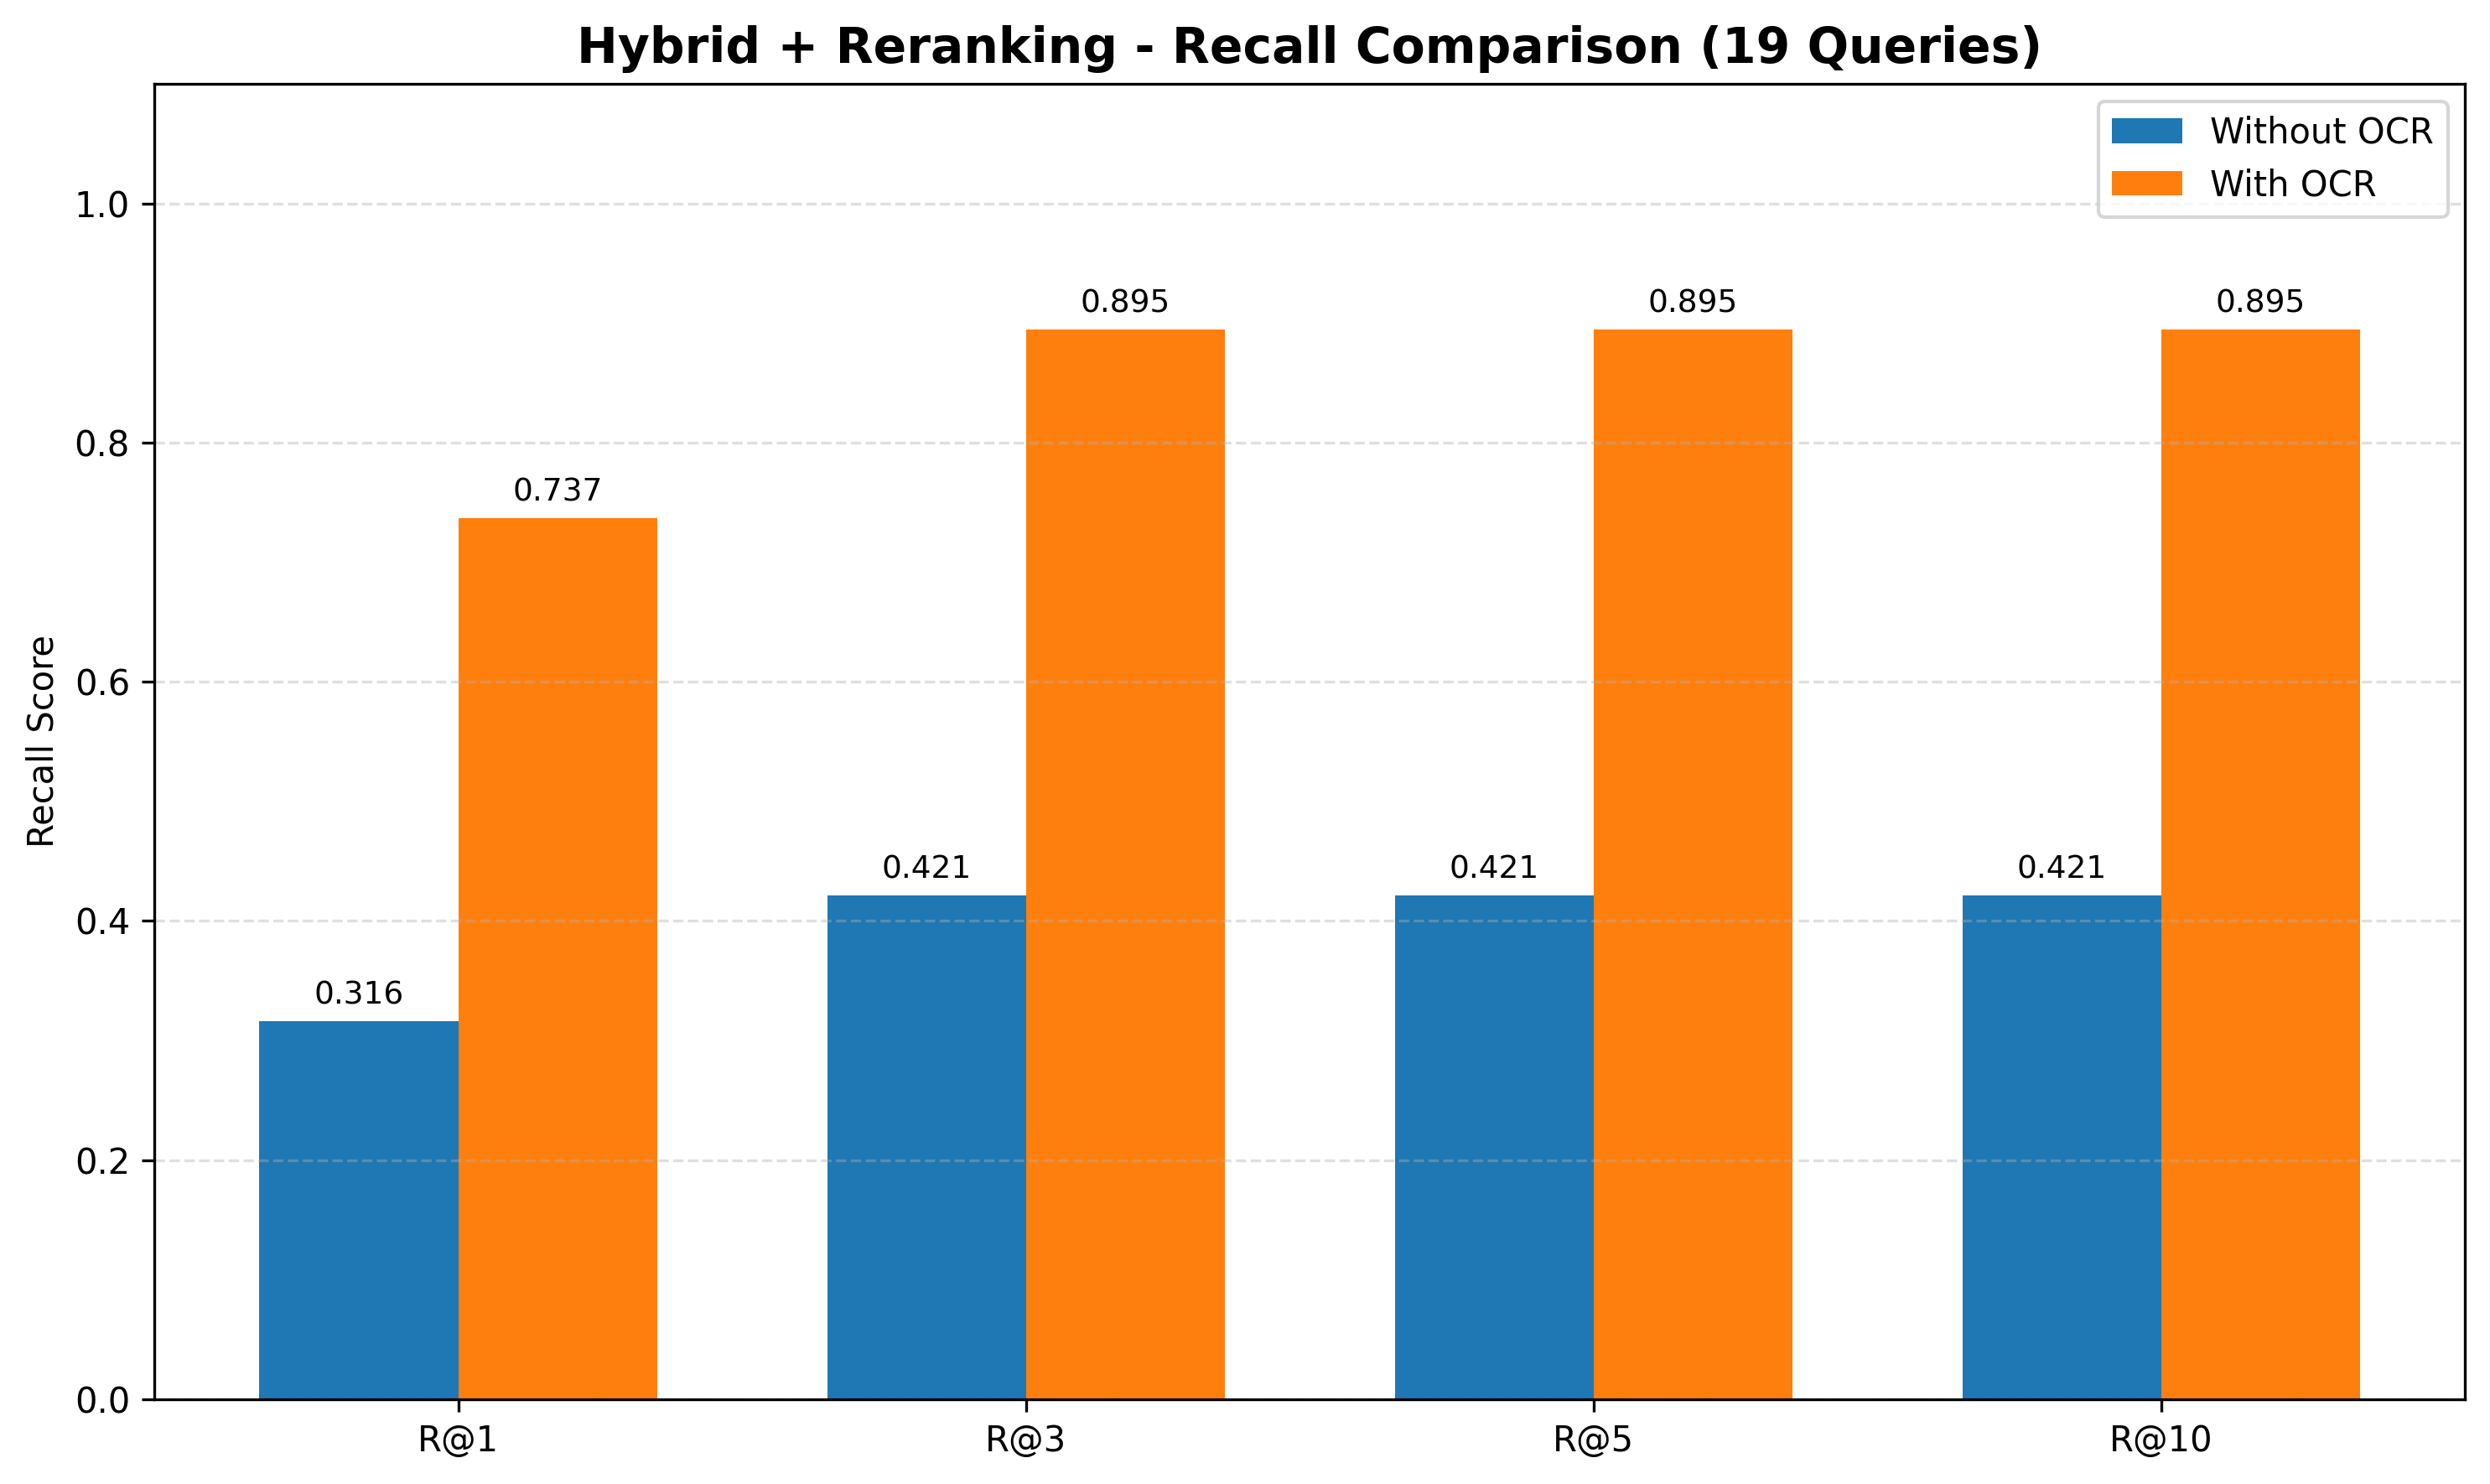 Hybrid + Reranking - Recall Comparison (19 Queries)
Without OCR
With OCR
Recall Score
1.0
0.8
0.6
0.4
0.2
0.0
0.316
0.737
0.421
0.895
0.421
0.895
0.421
0.895
R@1
R@3
R@5
R@10